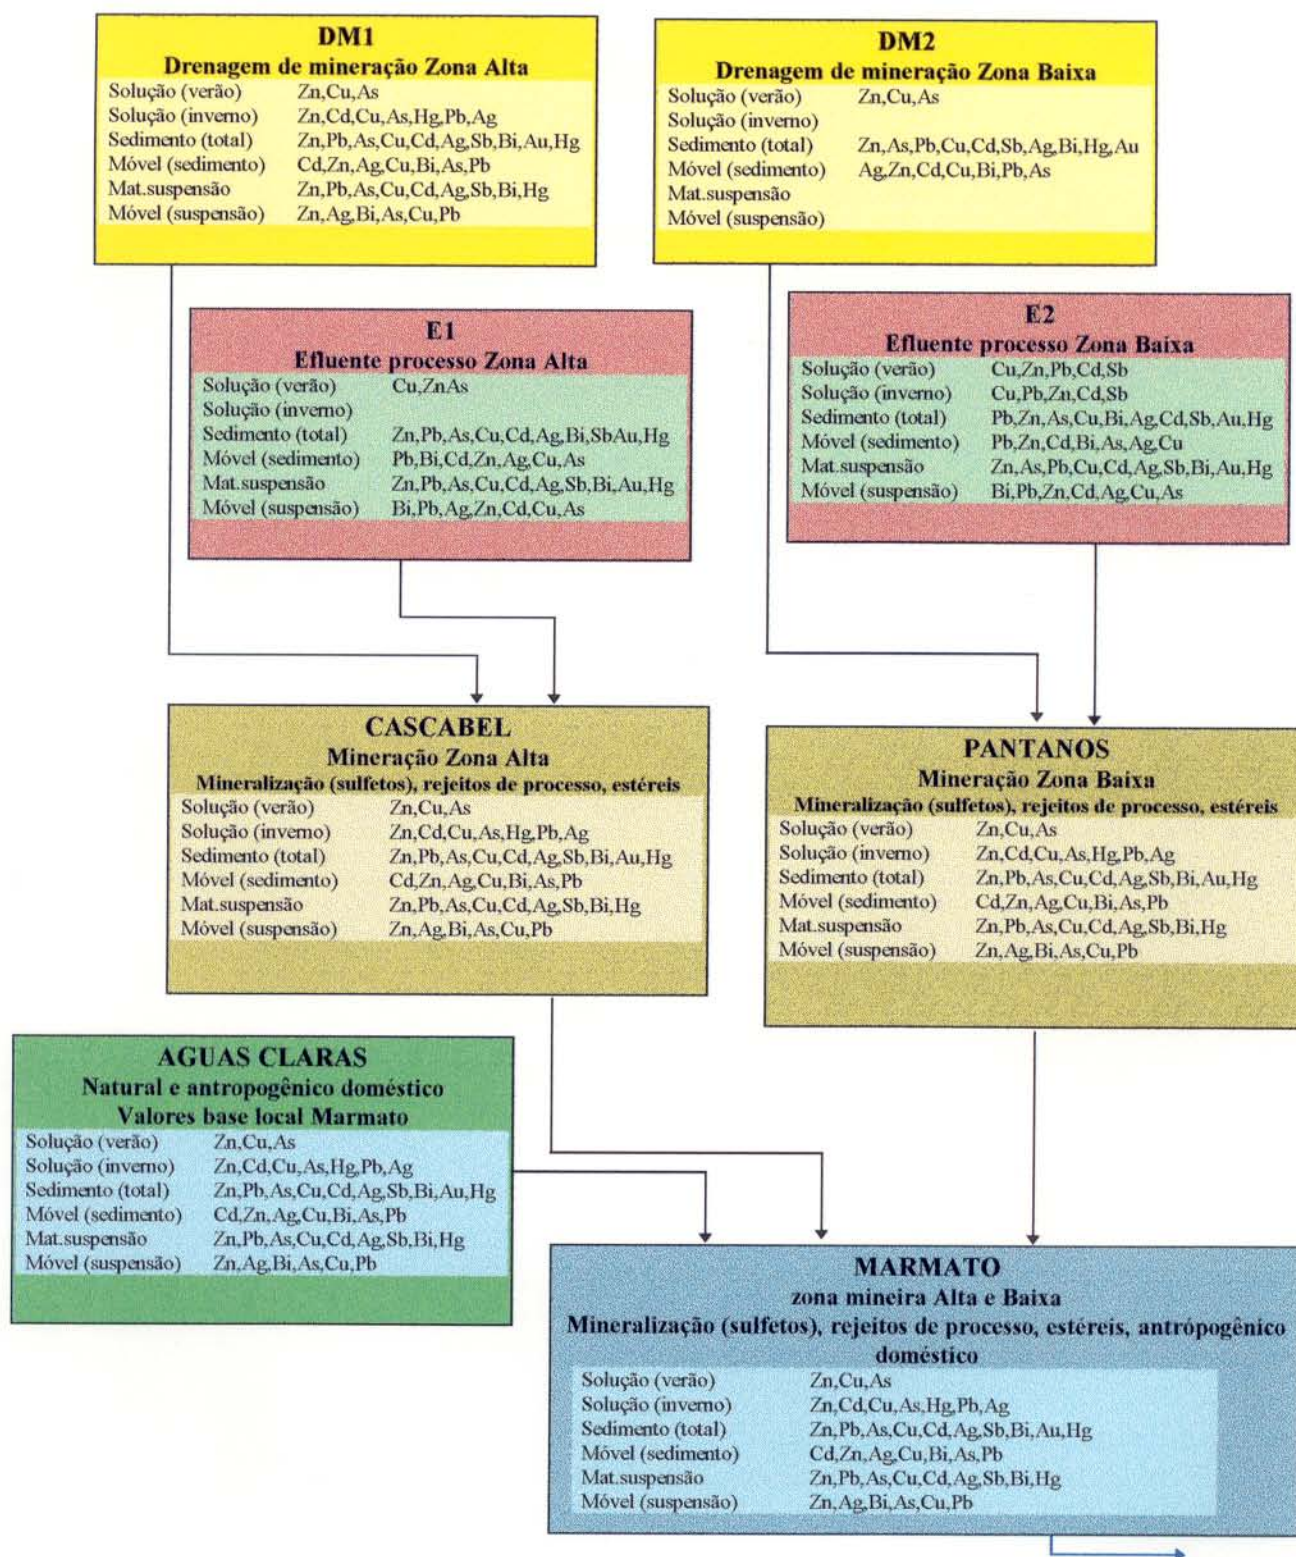 DM1
Drenagem de mineração Zona Alta
Solução (verão) Zn,Cu,As
Solução (inverno) Zn,Cd,Cu,As,Hg,Pb,Ag
Sedimento (total) Zn,Pb,As,Cu,Cd,Ag,Sb,Bi,Au,Hg
Móvel (sedimento) Cd,Zn,Ag,Cu,Bi,As,Pb
Mat.suspensão Zn,Pb,As,Cu,Cd,Ag,Sb,Bi,Hg
Móvel (suspensão) Zn,Ag,Bi,As,Cu,Pb
DM2
Drenagem de mineração Zona Baixa
Solução (verão) Zn,Cu,As
Solução (inverno)
Sedimento (total) Zn,As,Pb,Cu,Cd,Sb,Ag,Bi,Hg,Au
Móvel (sedimento) Ag,Zn,Cd,Cu,Bi,Pb,As
Mat.suspensão
Móvel (suspensão)
E1
Efluente processo Zona Alta
Solução (verão) Cu,ZnAs
Solução (inverno)
Sedimento (total) Zn,Pb,As,Cu,Cd,Ag,Bi,SbAu,Hg
Móvel (sedimento) Pb,Bi,Cd,Zn,Ag,Cu,As
Mat.suspensão Zn,Pb,As,Cu,Cd,Ag,Sb,Bi,Au,Hg
Móvel (suspensão) Bi,Pb,Ag,Zn,Cd,Cu,As
E2
Efluente processo Zona Baixa
Solução (verão) Cu,Zn,Pb,Cd,Sb
Solução (inverno) Cu,Pb,Zn,Cd,Sb
Sedimento (total) Pb,Zn,As,Cu,Bi,Ag,Cd,Sb,Au,Hg
Móvel (sedimento) Pb,Zn,Cd,Bi,As,Ag,Cu
Mat.suspensão Zn,As,Pb,Cu,Cd,Ag,Sb,Bi,Au,Hg
Móvel (suspensão) Bi,Pb,Zn,Cd,Ag,Cu,As
CASCABEL
Mineração Zona Alta
Mineralização (sulfetos), rejeitos de processo, estéreis
Solução (verão) Zn,Cu,As
Solução (inverno) Zn,Cd,Cu,As,Hg,Pb,Ag
Sedimento (total) Zn,Pb,As,Cu,Cd,Ag,Sb,Bi,Au,Hg
Móvel (sedimento) Cd,Zn,Ag,Cu,Bi,As,Pb
Mat.suspensão Zn,Pb,As,Cu,Cd,Ag,Sb,Bi,Hg
Móvel (suspensão) Zn,Ag,Bi,As,Cu,Pb
PANTANOS
Mineração Zona Baixa
Mineralização (sulfetos), rejeitos de processo, estéreis
Solução (verão) Zn,Cu,As
Solução (inverno) Zn,Cd,Cu,As,Hg,Pb,Ag
Sedimento (total) Zn,Pb,As,Cu,Cd,Ag,Sb,Bi,Au,Hg
Móvel (sedimento) Cd,Zn,Ag,Cu,Bi,As,Pb
Mat.suspensão Zn,Pb,As,Cu,Cd,Ag,Sb,Bi,Hg
Móvel (suspensão) Zn,Ag,Bi,As,Cu,Pb
AGUAS CLARAS
Natural e antropogênico doméstico
Valores base local Marmato
Solução (verão) Zn,Cu,As
Solução (inverno) Zn,Cd,Cu,As,Hg,Pb,Ag
Sedimento (total) Zn,Pb,As,Cu,Cd,Ag,Sb,Bi,Au,Hg
Móvel (sedimento) Cd,Zn,Ag,Cu,Bi,As,Pb
Mat.suspensão Zn,Pb,As,Cu,Cd,Ag,Sb,Bi,Hg
Móvel (suspensão) Zn,Ag,Bi,As,Cu,Pb
MARMATO
zona mineira Alta e Baixa
Mineralização (sulfetos), rejeitos de processo, estéreis, antrópogênico
doméstico
Solução (verão) Zn,Cu,As
Solução (inverno) Zn,Cd,Cu,As,Hg,Pb,Ag
Sedimento (total) Zn,Pb,As,Cu,Cd,Ag,Sb,Bi,Au,Hg
Móvel (sedimento) Cd,Zn,Ag,Cu,Bi,As,Pb
Mat.suspensão Zn,Pb,As,Cu,Cd,Ag,Sb,Bi,Hg
Móvel (suspensão) Zn,Ag,Bi,As,Cu,Pb